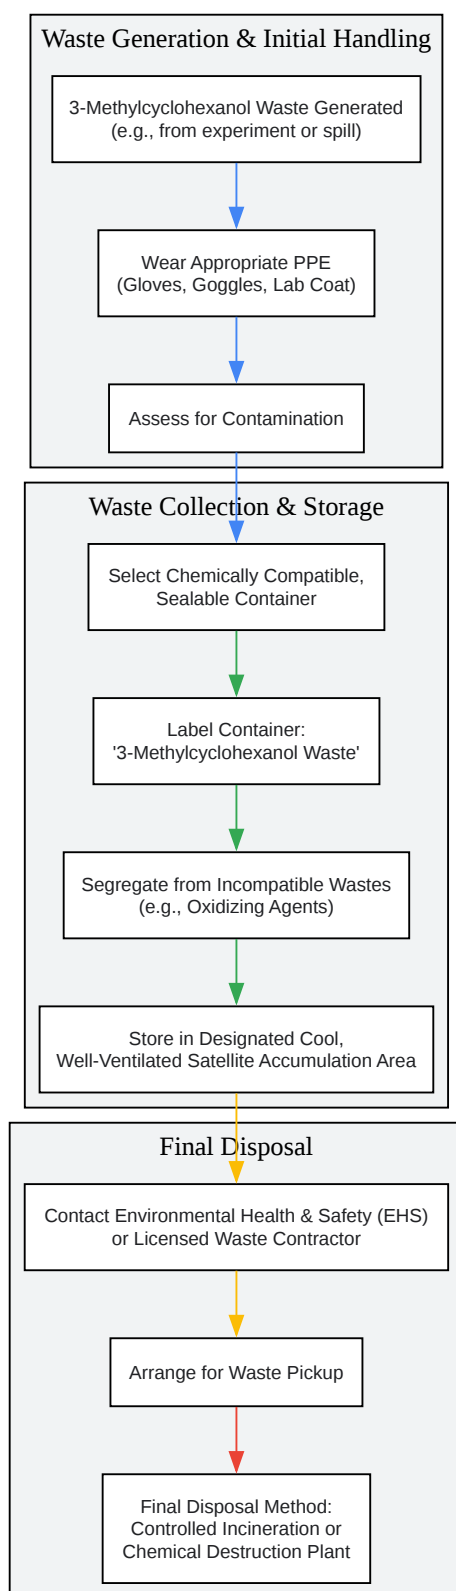 Waste Generation & Initial Handling
3-Methylcyclohexanol Waste Generated
(e.g., from experiment or spill)
Wear Appropriate PPE
(Gloves, Goggles, Lab Coat)
Assess for Contamination
Waste Collection & Storage
Select Chemically Compatible,
Sealable Container
Label Container:
'3-Methylcyclohexanol Waste'
Segregate from Incompatible Wastes
(e.g., Oxidizing Agents)
Store in Designated Cool,
Well-Ventilated Satellite Accumulation Area
Final Disposal
Contact Environmental Health & Safety (EHS)
or Licensed Waste Contractor
Arrange for Waste Pickup
Final Disposal Method:
Controlled Incineration or
Chemical Destruction Plant